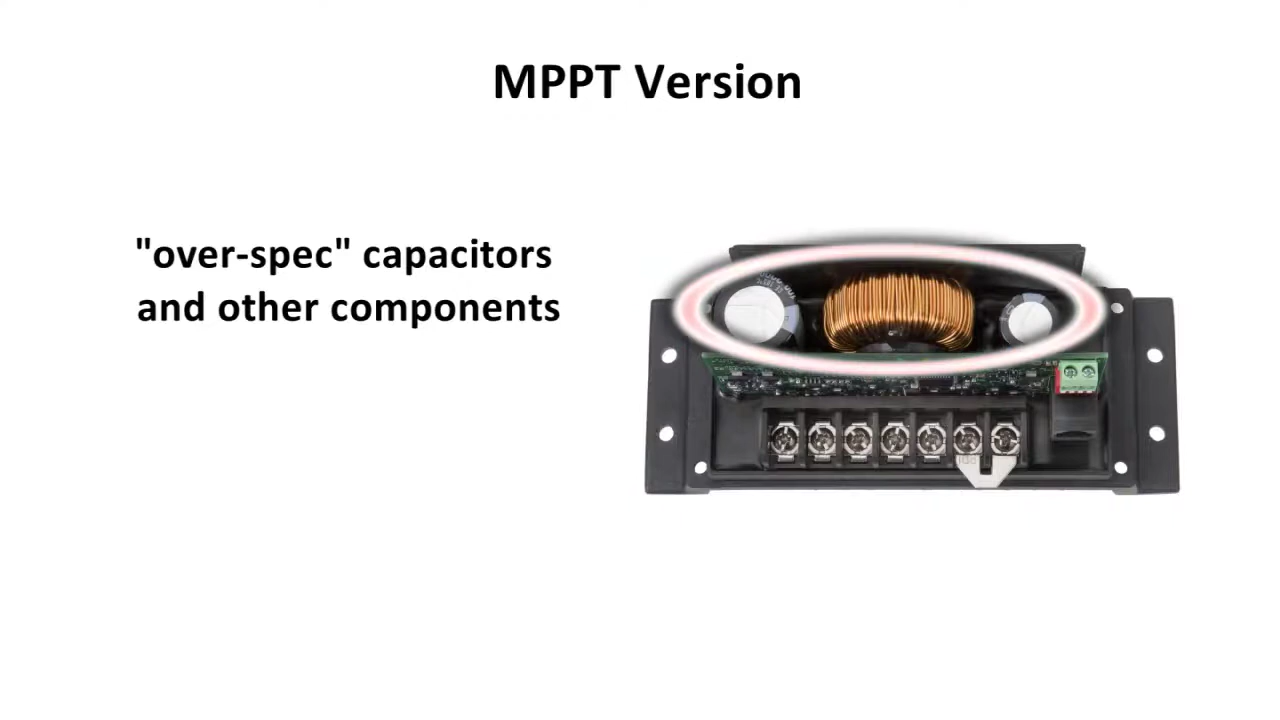 MPPT Version
"over-spec" capacitors
and other components